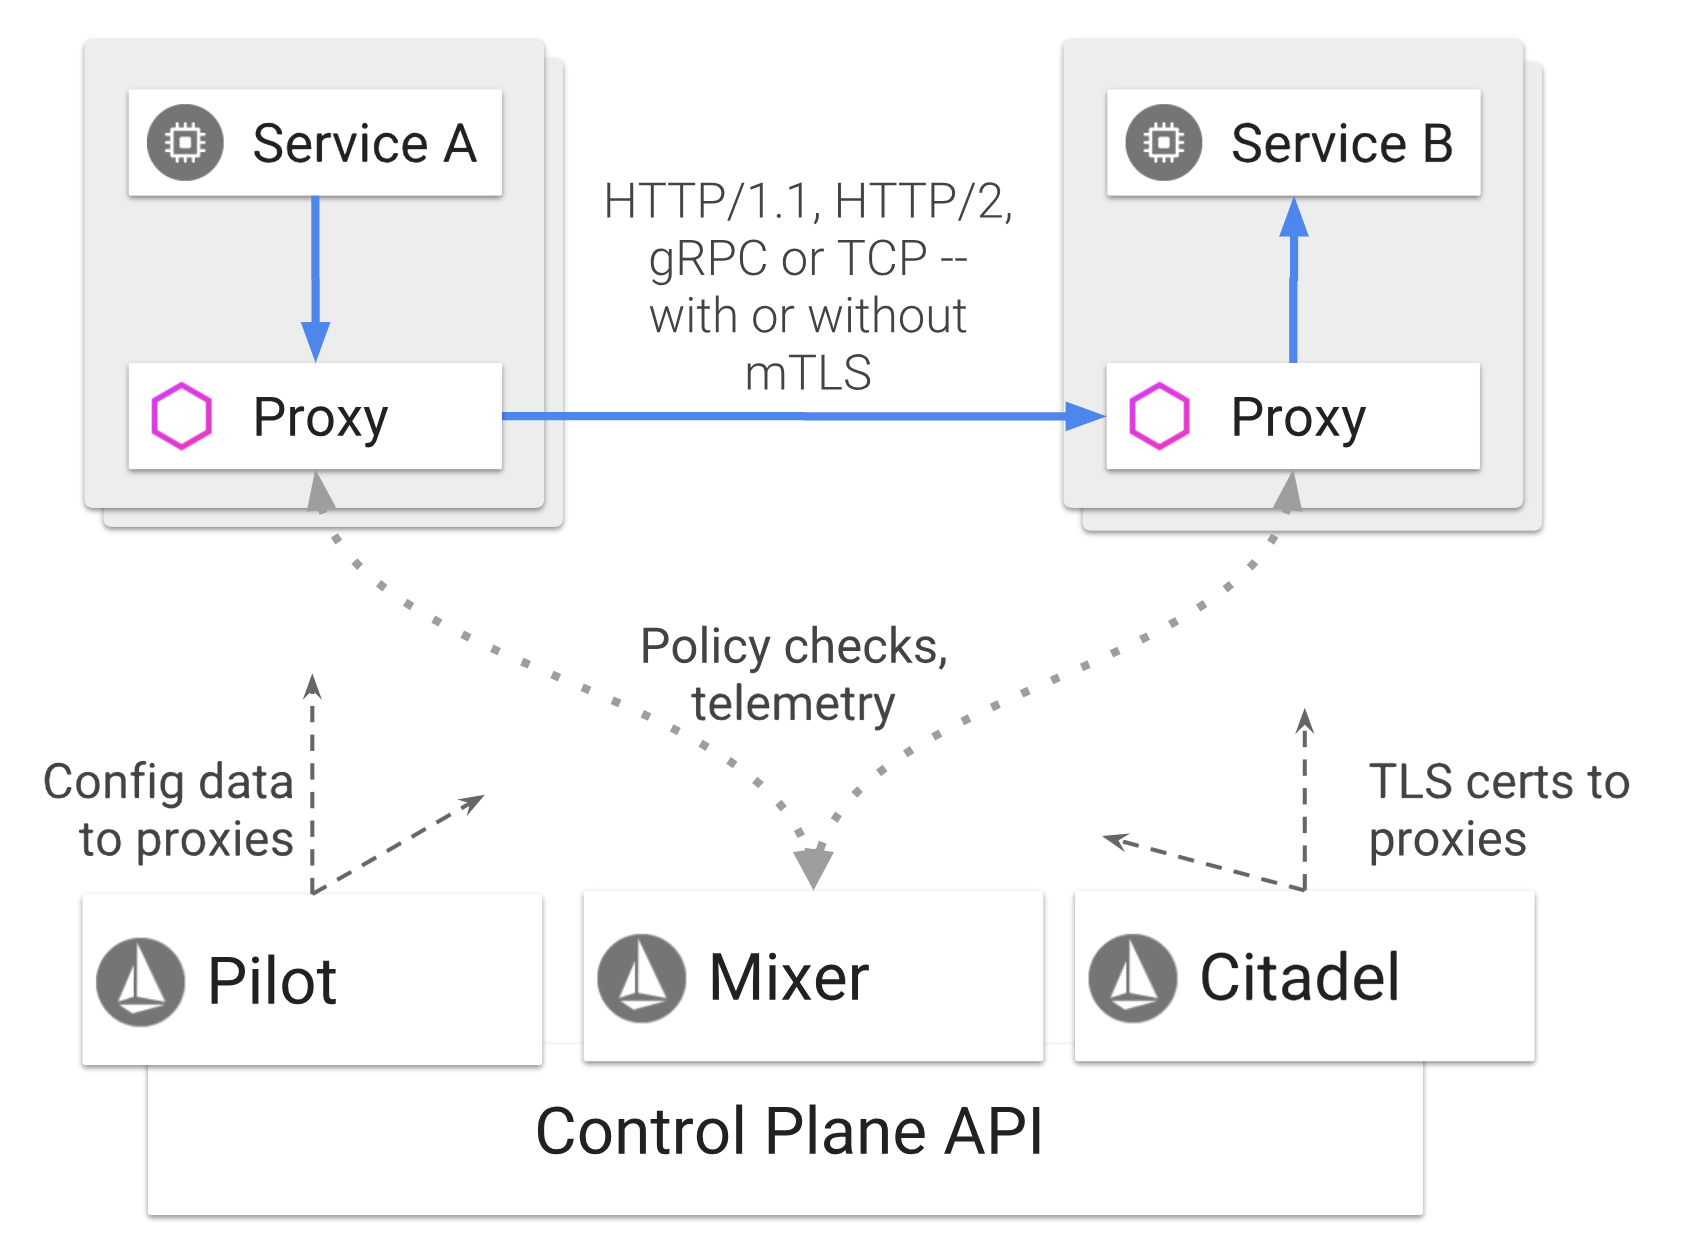 Service A
Service B
HTTP/1.1, HTTP/2,
gRPC or TCP --
with or without
mTLS
Proxy
Proxy
Policy checks,
telemetry
Config data
to proxies
TLS certs to
proxies
Pilot
Mixer
Citadel
Control Plane API